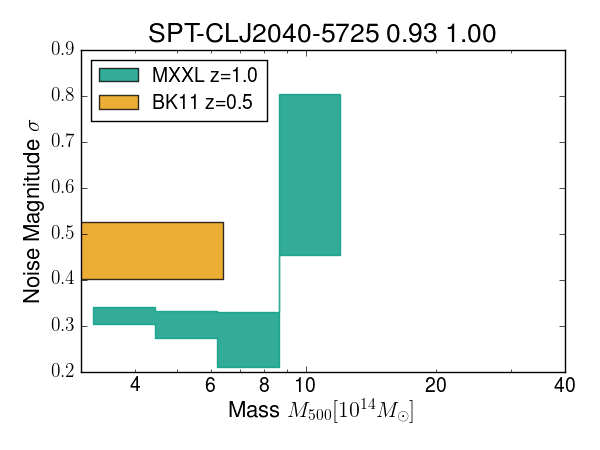 SPT-CLJ2040-5725 0.93 1.00
0.9
0.8
0.7
0.6
0.5
0.4
0.3
0.2
Noise Magnitude σ
MXXL z=1.0
BK11 z=0.5
4 6 8 10 20 40
Mass M₅₀₀[10¹⁴M☉]